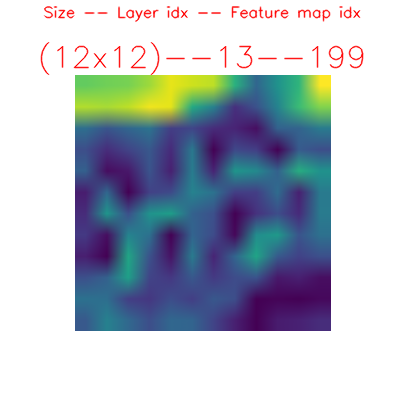 Size -- Layer idx -- Feature map idx
(12x12)--13--199